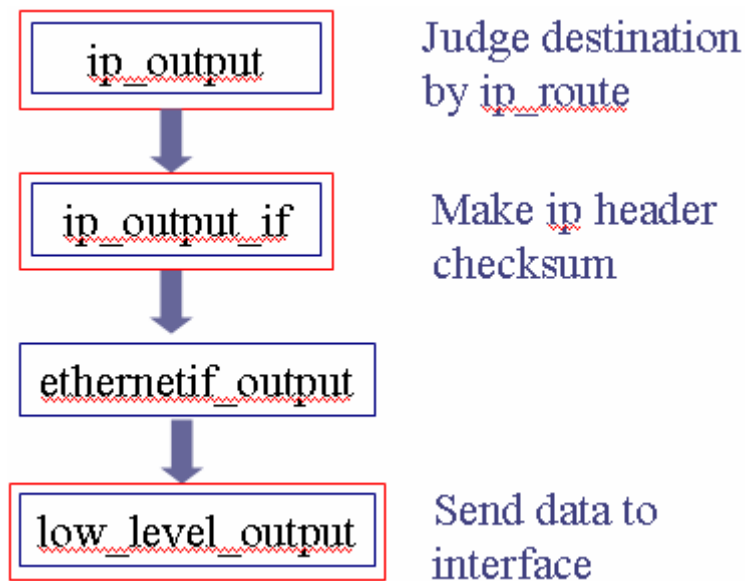 ip_output
Judge destination
by ip_route
ip_output_if
Make ip header
checksum
ethernetif_output
low_level_output
Send data to
interface